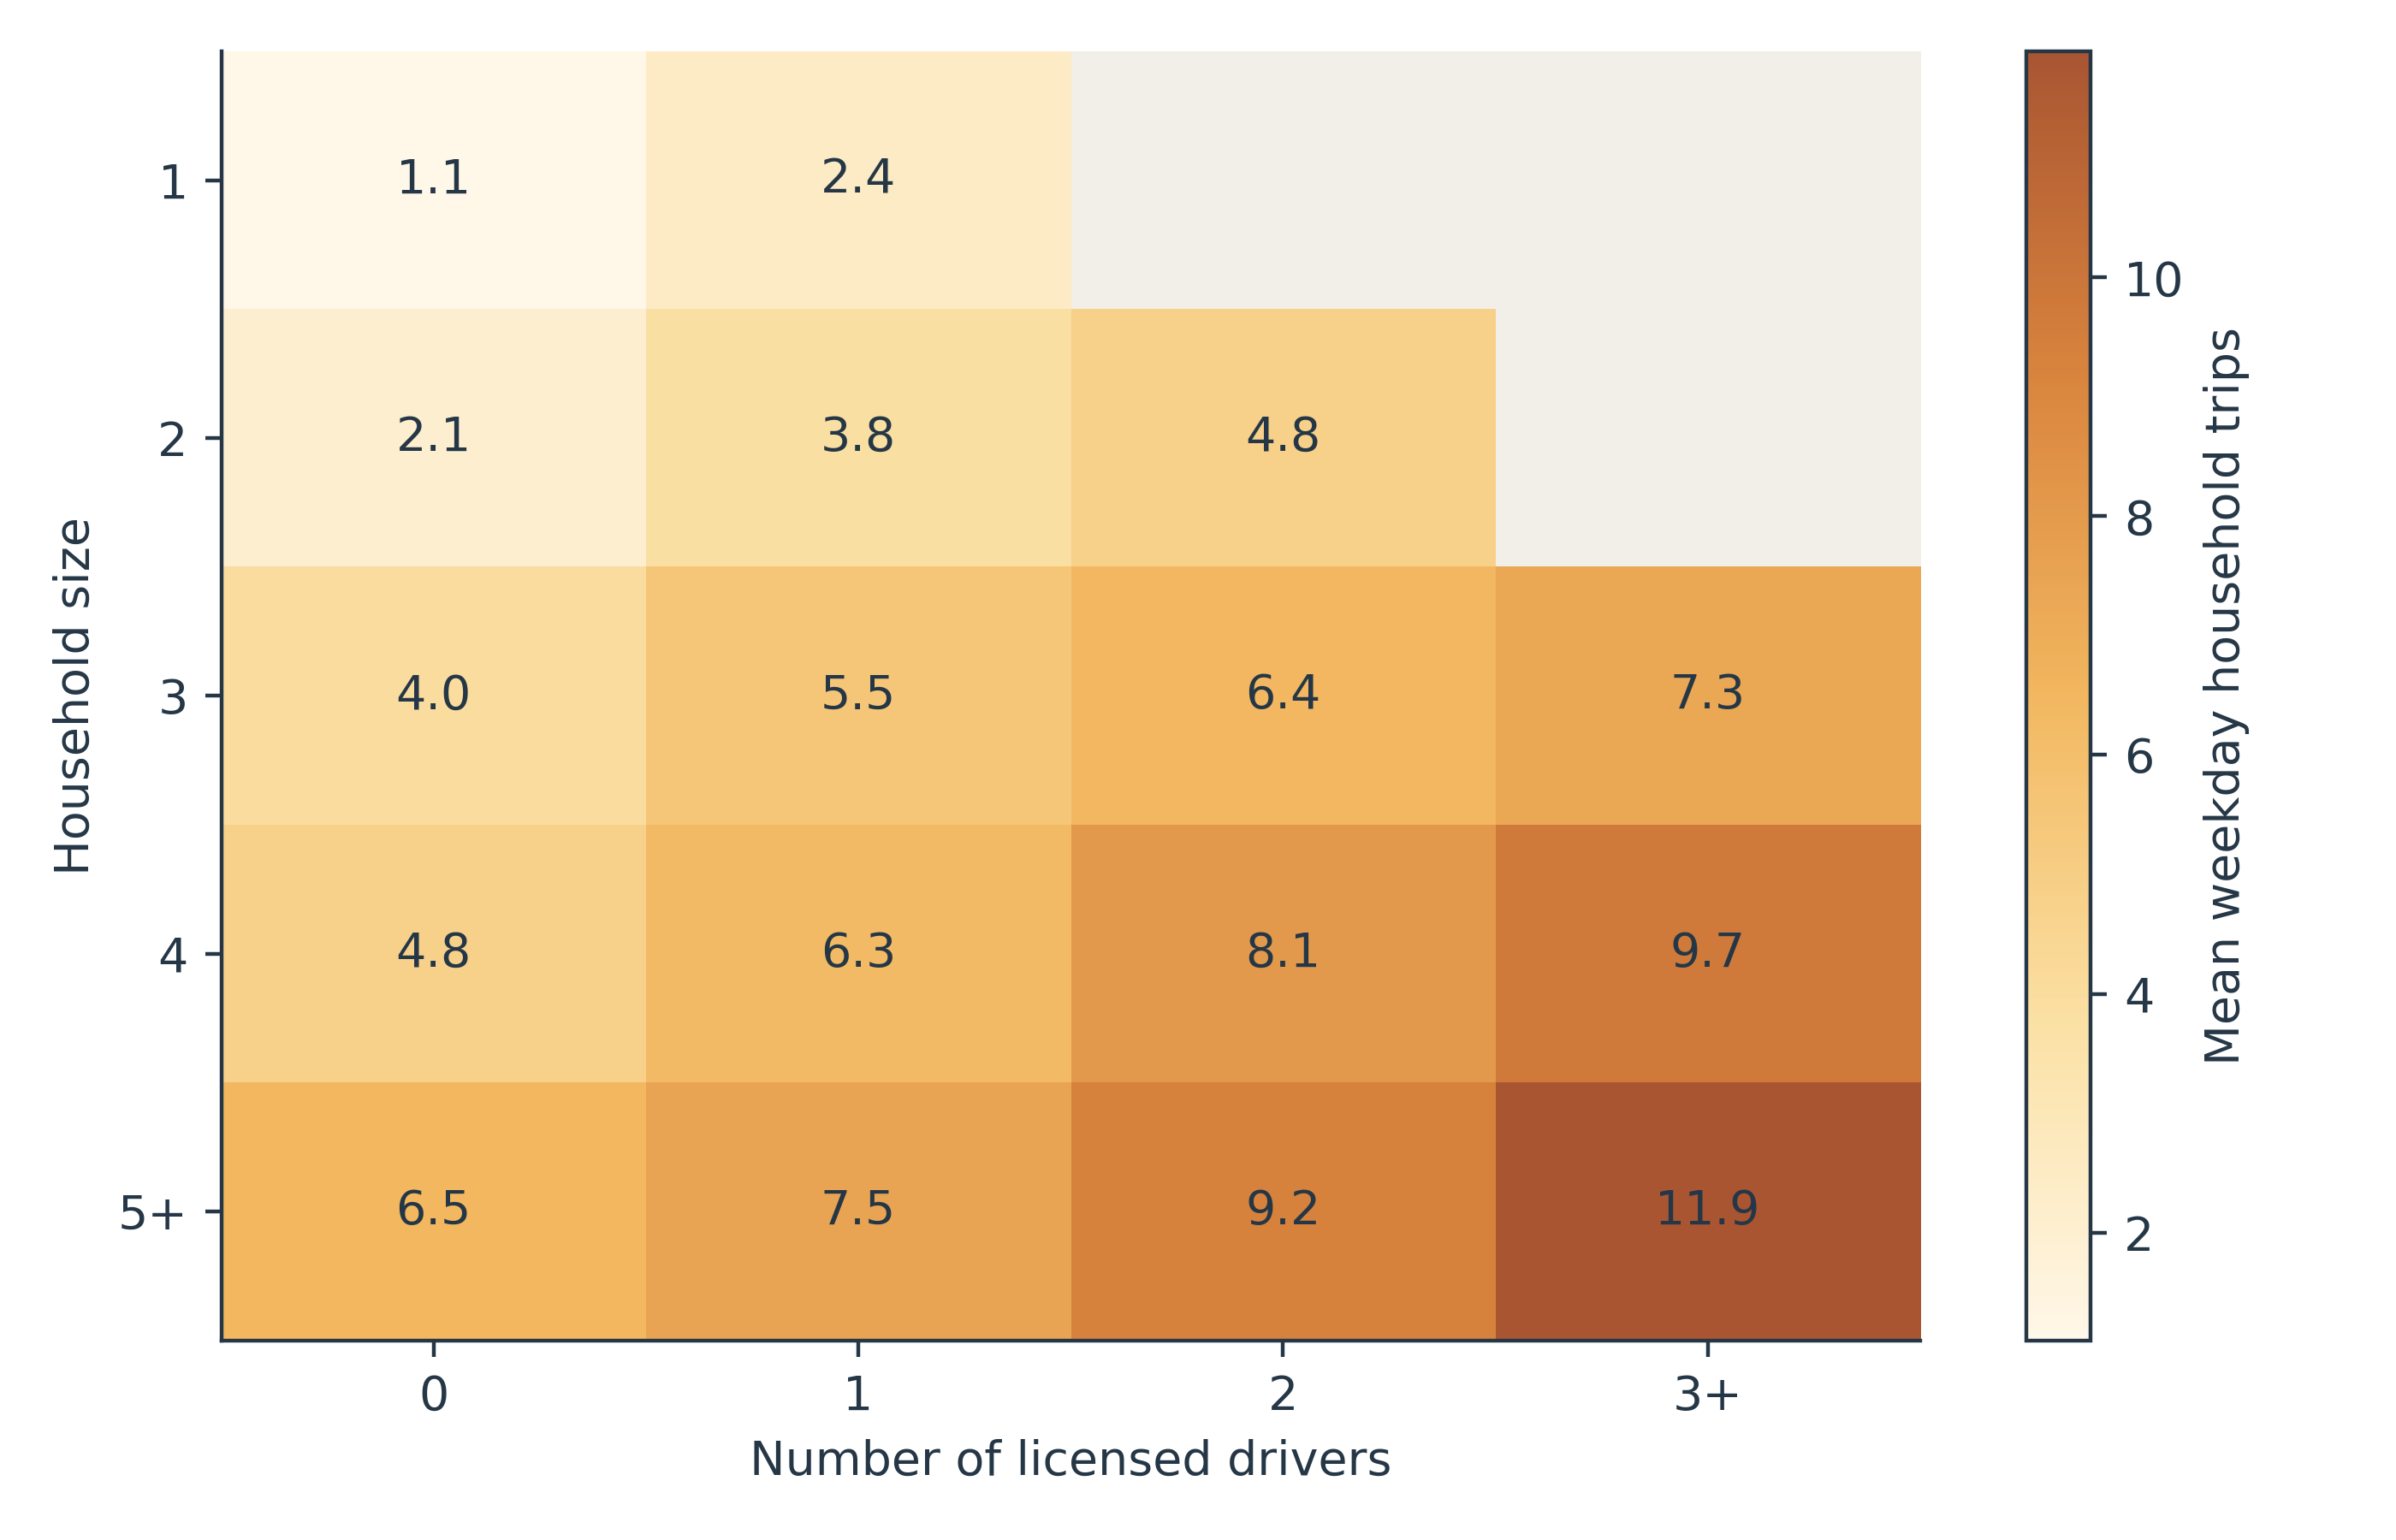 1 1.1 2.4
2 2.1 3.8 4.8
3 4.0 5.5 6.4 7.3
4 4.8 6.3 8.1 9.7
5+ 6.5 7.5 9.2 11.9
0 1 2 3+
Number of licensed drivers
Household size
10
8
6
4
2
Mean weekday household trips